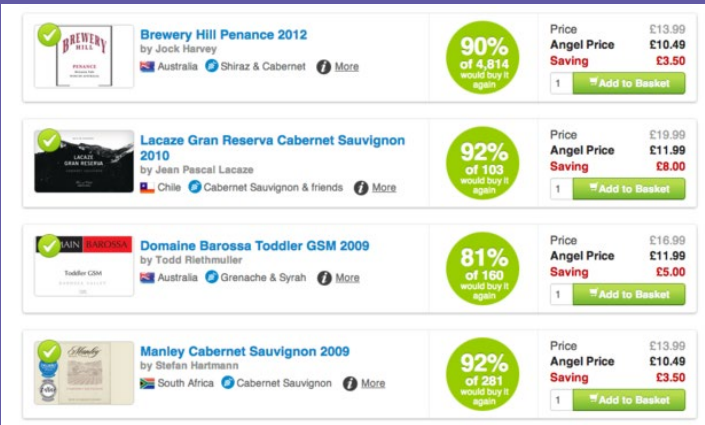 BREWERY
HILL
PENANCE
Brewery Hill Penance 2012
by Jock Harvey
Australia Shiraz & Cabernet i More
90%
of 4,814
would buy it
again
Price £13.99
Angel Price £10.49
Saving £3.50
1 Add to Basket
LACAZE
GRAN RESERVA
Lacaze Gran Reserva Cabernet Sauvignon
2010
by Jean Pascal Lacaze
Chile Cabernet Sauvignon & friends i More
92%
of 103
would buy it
again
Price £19.99
Angel Price £11.99
Saving £8.00
1 Add to Basket
MAIN BAROSSA
Toddler GSM
BAROSSA VALLEY
Domaine Barossa Toddler GSM 2009
by Todd Riethmuller
Australia Grenache & Syrah i More
81%
of 160
would buy it
again
Price £16.99
Angel Price £11.99
Saving £5.00
1 Add to Basket
Manley
Manley Cabernet Sauvignon 2009
by Stefan Hartmann
South Africa Cabernet Sauvignon i More
92%
of 281
would buy it
again
Price £13.99
Angel Price £10.49
Saving £3.50
1 Add to Basket